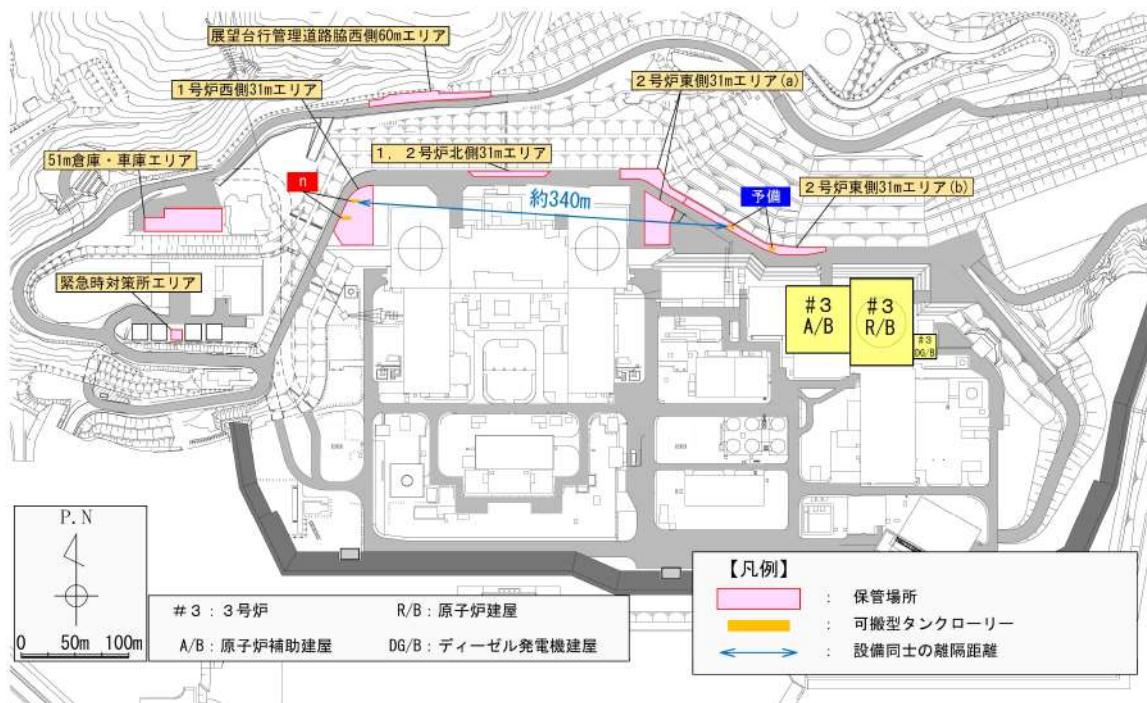 展望台行管理道路脇西側60mエリア
1号炉西側31mエリア
2号炉東側31mエリア(a)
51m倉庫・車庫エリア
1, 2号炉北側31mエリア
n
約340m
予備
2号炉東側31mエリア(b)
緊急時対策所エリア
#3
A/B
#3
R/B
#3
DG/B
P.N
0 50m 100m
#3 : 3号炉
R/B : 原子炉建屋
A/B : 原子炉補助建屋
DG/B : ディーゼル発電機建屋
【凡例】
: 保管場所
: 可搬型タンクローリー
: 設備同士の離隔距離